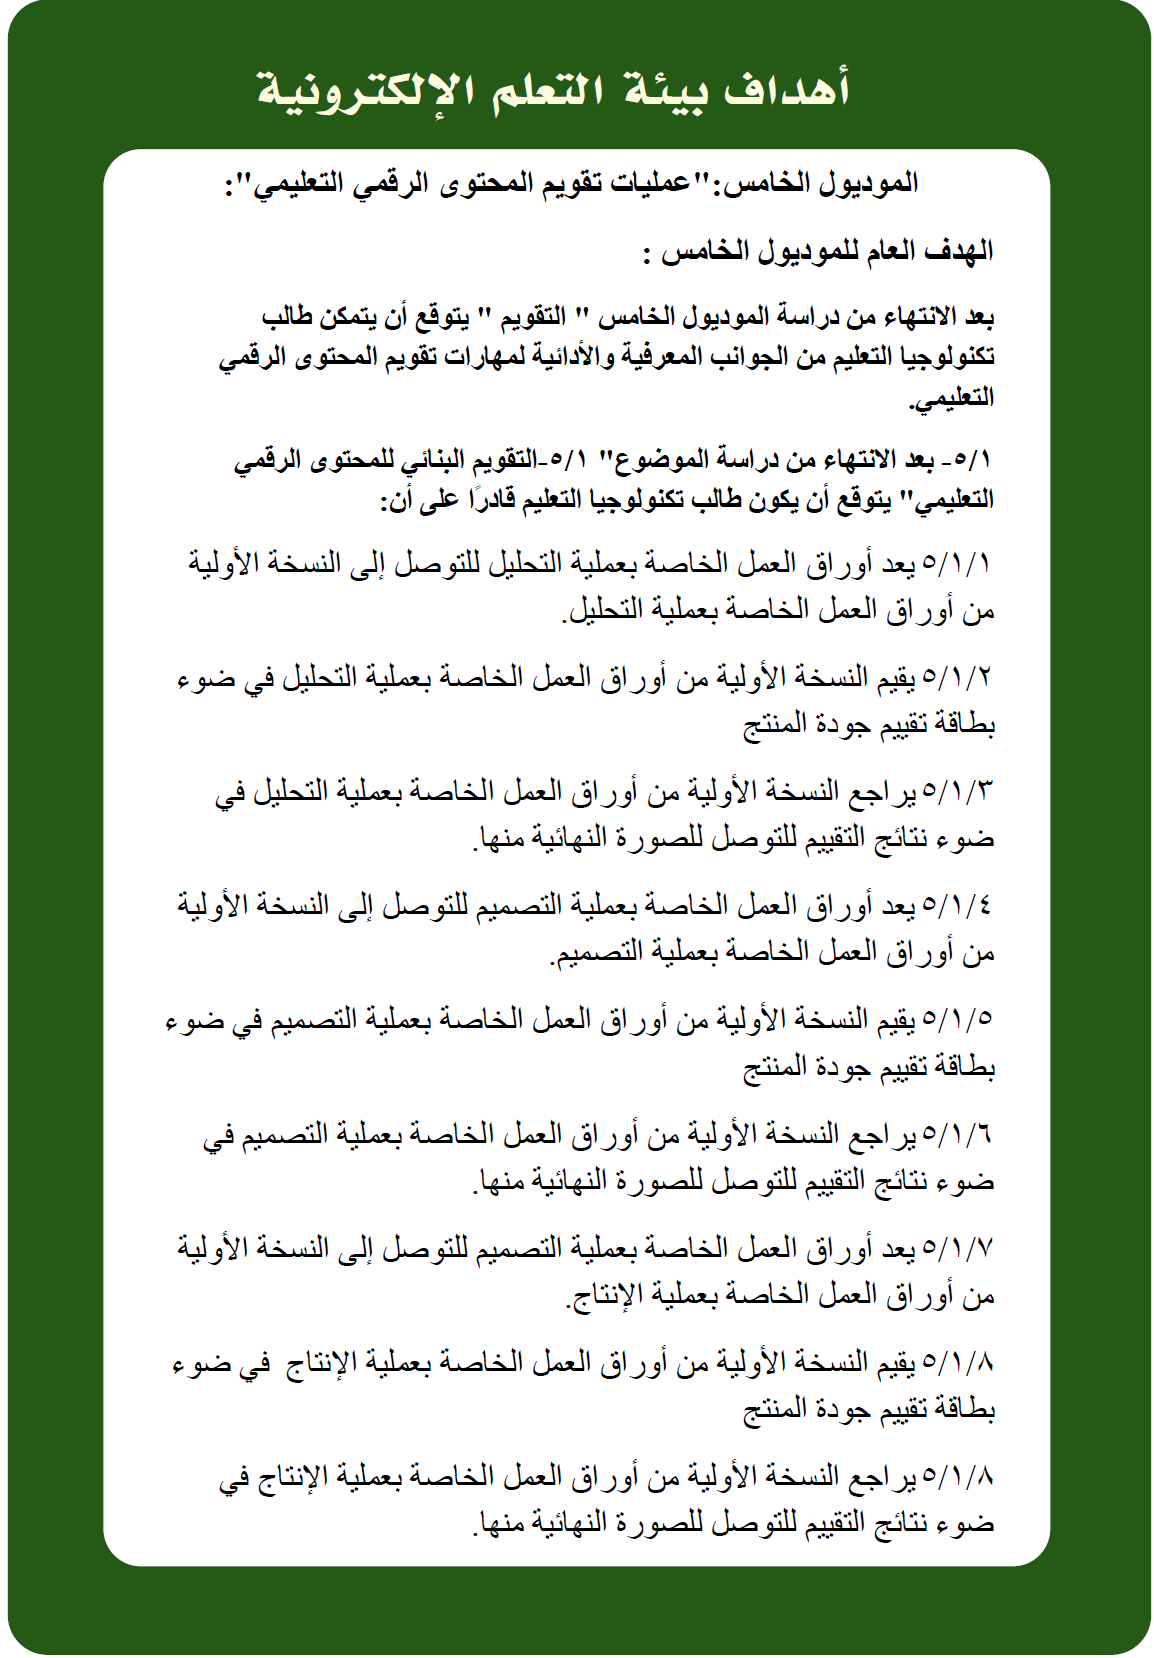 أهداف بيئة التعلم الإلكترونية
الموديول الخامس:"عمليات تقويم المحتوى الرقمي التعليمي":
الهدف العام للموديول الخامس :
بعد الانتهاء من دراسة الموديول الخامس " التقويم " يتوقع أن يتمكن طالب
تكنولوجيا التعليم من الجوانب المعرفية والأدائية لمهارات تقويم المحتوى الرقمي
التعليمي.
٥/١- بعد الانتهاء من دراسة الموضوع" ٥/١-التقويم البنائي للمحتوى الرقمي
التعليمي" يتوقع أن يكون طالب تكنولوجيا التعليم قادرًا على أن:
٥/١/١ يعد أوراق العمل الخاصة بعملية التحليل للتوصل إلى النسخة الأولية
من أوراق العمل الخاصة بعملية التحليل.
٥/١/٢ يقيم النسخة الأولية من أوراق العمل الخاصة بعملية التحليل في ضوء
بطاقة تقييم جودة المنتج
٥/١/٣ يراجع النسخة الأولية من أوراق العمل الخاصة بعملية التحليل في
ضوء نتائج التقييم للتوصل للصورة النهائية منها.
٥/١/٤ يعد أوراق العمل الخاصة بعملية التصميم للتوصل إلى النسخة الأولية
من أوراق العمل الخاصة بعملية التصميم.
٥/١/٥ يقيم النسخة الأولية من أوراق العمل الخاصة بعملية التصميم في ضوء
بطاقة تقييم جودة المنتج
٥/١/٦ يراجع النسخة الأولية من أوراق العمل الخاصة بعملية التصميم في
ضوء نتائج التقييم للتوصل للصورة النهائية منها.
٥/١/٧ يعد أوراق العمل الخاصة بعملية التصميم للتوصل إلى النسخة الأولية
من أوراق العمل الخاصة بعملية الإنتاج.
٥/١/٨ يقيم النسخة الأولية من أوراق العمل الخاصة بعملية الإنتاج  في ضوء
بطاقة تقييم جودة المنتج
٥/١/٨ يراجع النسخة الأولية من أوراق العمل الخاصة بعملية الإنتاج في
ضوء نتائج التقييم للتوصل للصورة النهائية منها.